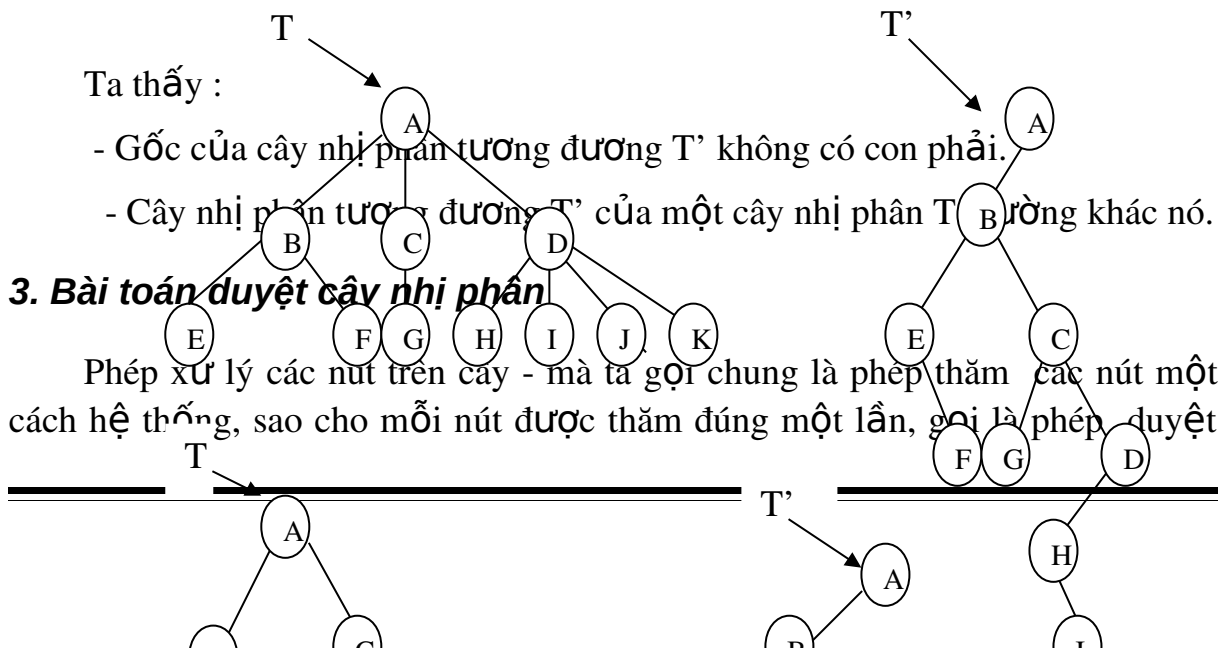 T T’
Ta thấy :
A A
- Gốc của cây nhị phân tương đương T’ không có con phải.
- Cây nhị phân tương đương T’ của một cây nhị phân T thường khác nó.
B C D B
3. Bài toán duyệt cây nhị phân
E F G H I J K E C
Phép xử lý các nút trên cây - mà ta gọi chung là phép thăm các nút một
cách hệ thống, sao cho mỗi nút được thăm đúng một lần, gọi là phép duyệt
T F G D
T’
A H
A
C B I